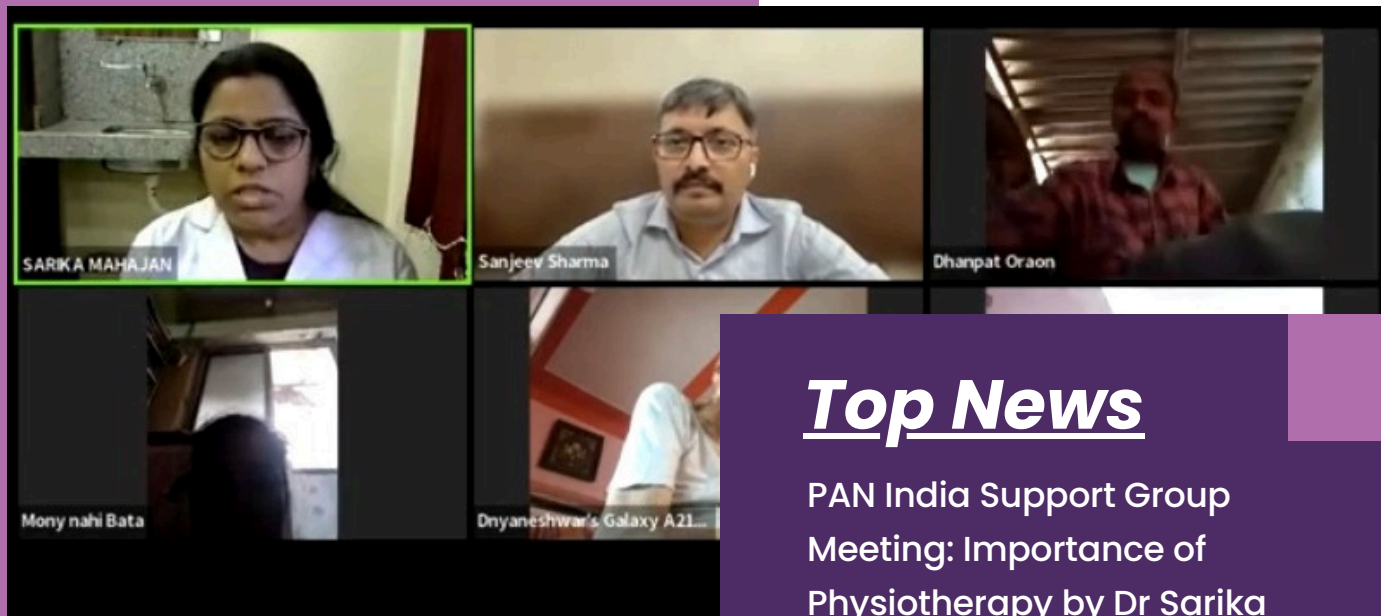 SARIKA MAHAJAN
Sanjeev Sharma
Dhanpat Oraon
Mony nahi Bata
Dnyaneshwar's Galaxy A21...
Top News
PAN India Support Group
Meeting: Importance of
Physiotherapy by Dr Sarika